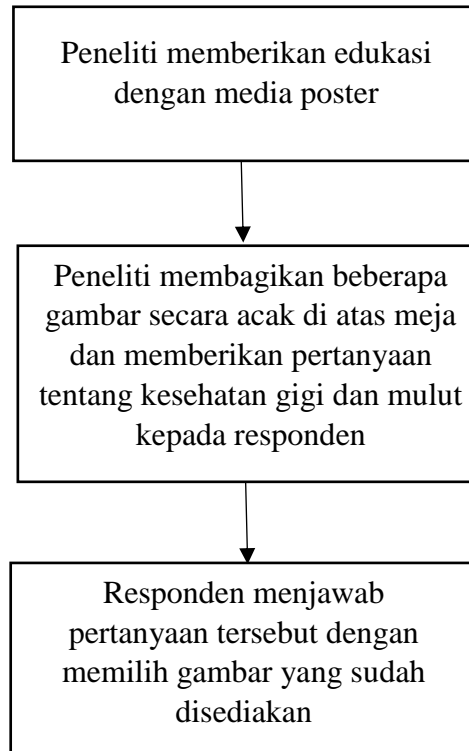 Peneliti memberikan edukasi
dengan media poster
Peneliti membagikan beberapa
gambar secara acak di atas meja
dan memberikan pertanyaan
tentang kesehatan gigi dan mulut
kepada responden
Responden menjawab
pertanyaan tersebut dengan
memilih gambar yang sudah
disediakan